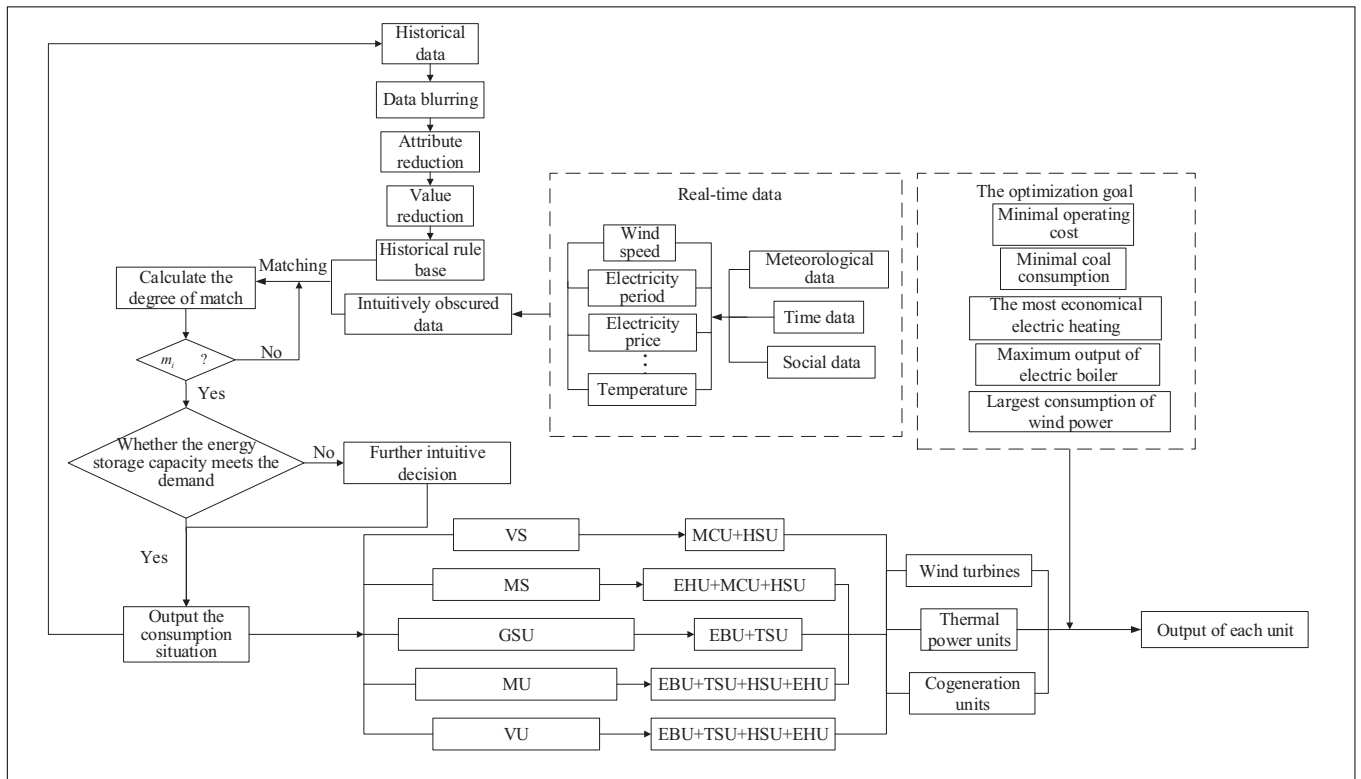 Historical
data
Data blurring
Attribute
reduction
Value
reduction
Historical rule
base
Matching
Calculate the
degree of match
Intuitively obscured
data
m_i ?
No
Yes
Whether the energy
storage capacity meets the
demand
No
Further intuitive
decision
Yes
Output the
consumption
situation
Real-time data
Wind
speed
Electricity
period
Electricity
price
⋮
Temperature
Meteorological
data
Time data
Social data
The optimization goal
Minimal operating
cost
Minimal coal
consumption
The most economical
electric heating
Maximum output of
electric boiler
Largest consumption of
wind power
VS
MCU+HSU
MS
EHU+MCU+HSU
GSU
EBU+TSU
MU
EBU+TSU+HSU+EHU
VU
EBU+TSU+HSU+EHU
Wind turbines
Thermal
power units
Cogeneration
units
Output of each unit